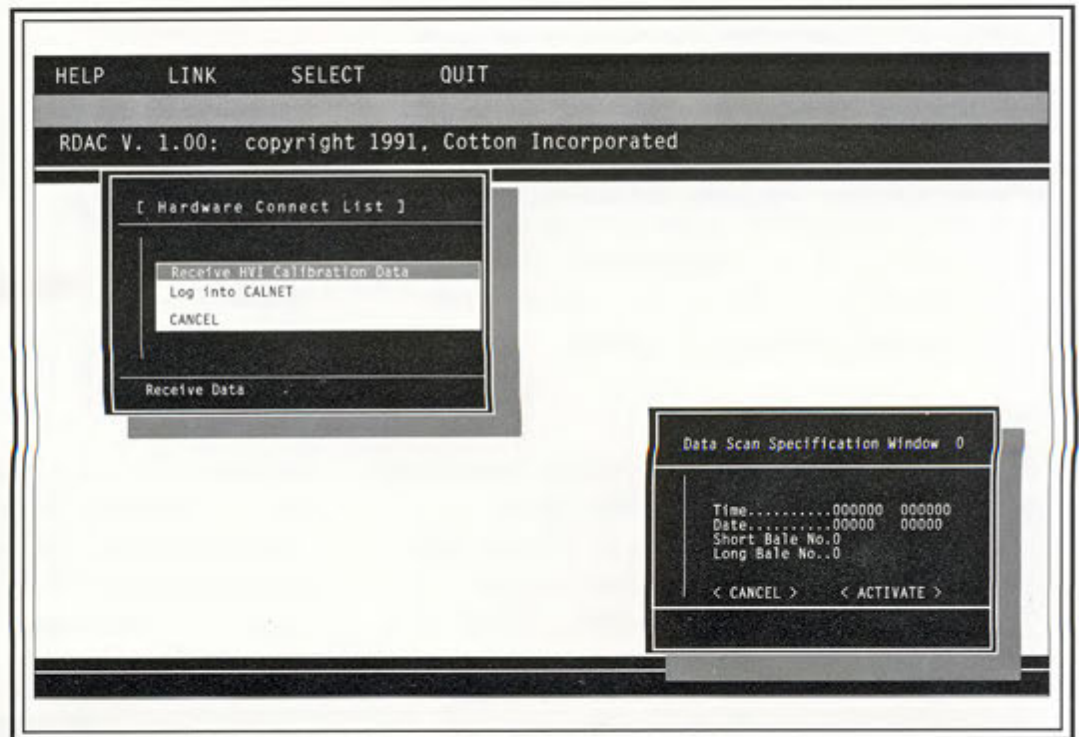 HELP LINK SELECT QUIT
RDAC V. 1.00: copyright 1991, Cotton Incorporated
[ Hardware Connect List ]
Receive HVI Calibration Data
Log into CALNET
CANCEL
Receive Data
Data Scan Specification Window 0
Time..........000000 000000
Date..........00000 00000
Short Bale No.0
Long Bale No..0
< CANCEL > < ACTIVATE >